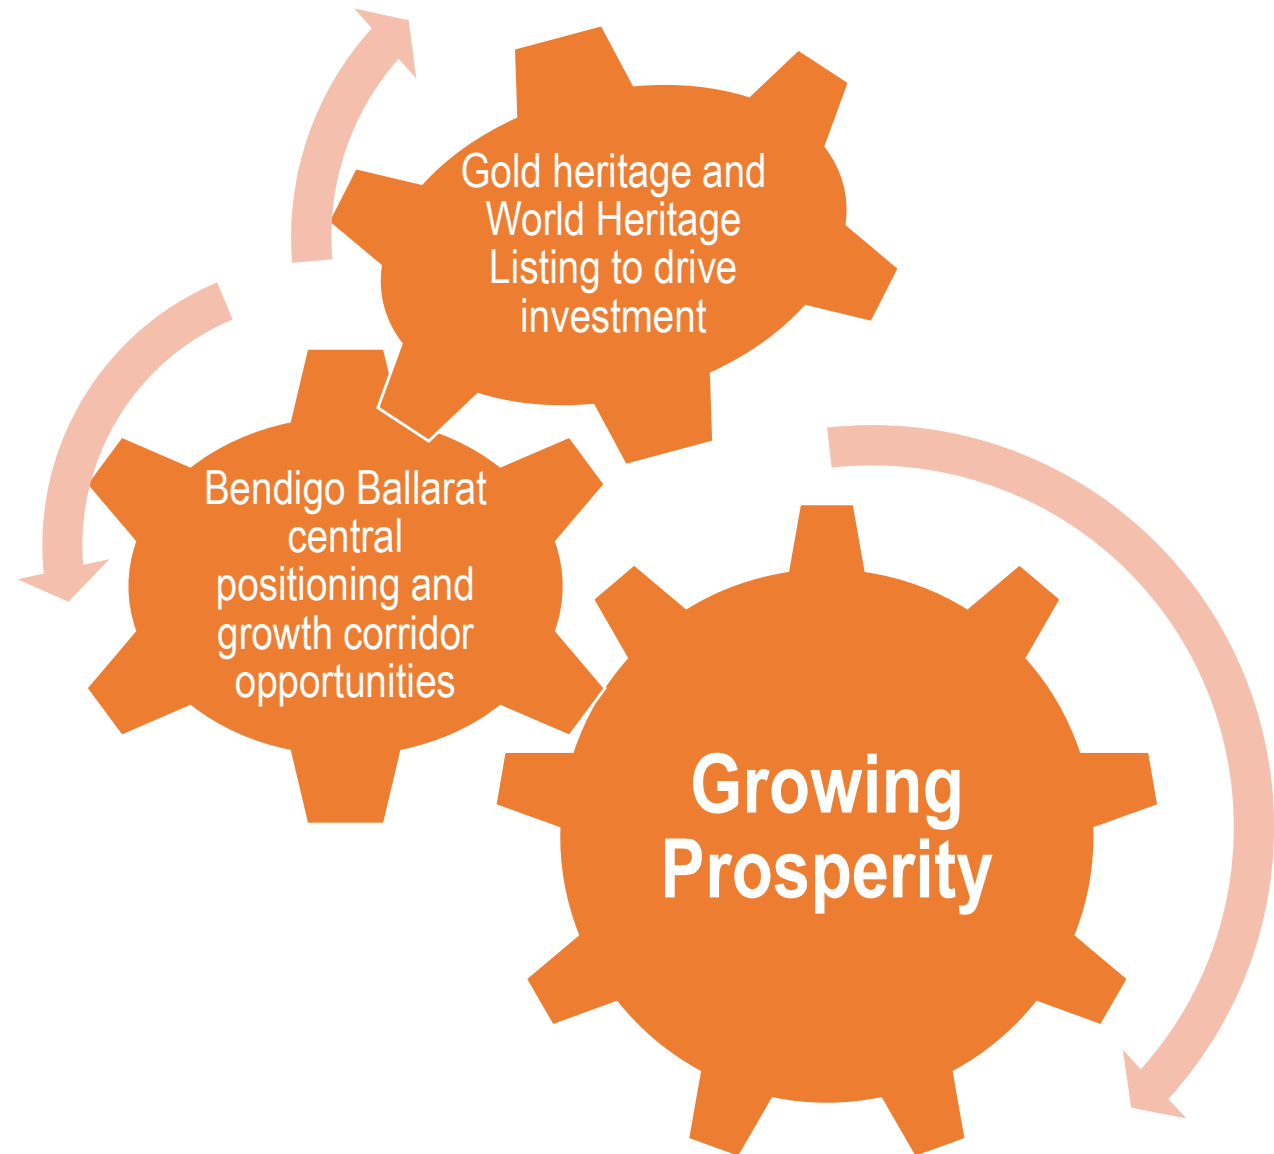 Gold heritage and
World Heritage
Listing to drive
investment
Bendigo Ballarat
central
positioning and
growth corridor
opportunities
Growing
Prosperity